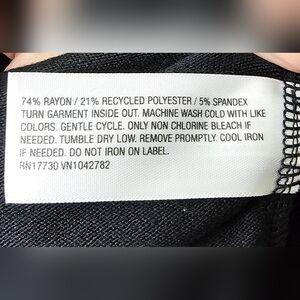 74% RAYON / 21% RECYCLED POLYESTER / 5% SPANDEX
TURN GARMENT INSIDE OUT. MACHINE WASH COLD WITH LIKE
COLORS. GENTLE CYCLE. ONLY NON CHLORINE BLEACH IF
NEEDED. TUMBLE DRY LOW. REMOVE PROMPTLY. COOL IRON
IF NEEDED. DO NOT IRON ON LABEL.
RN17730 VN1042782